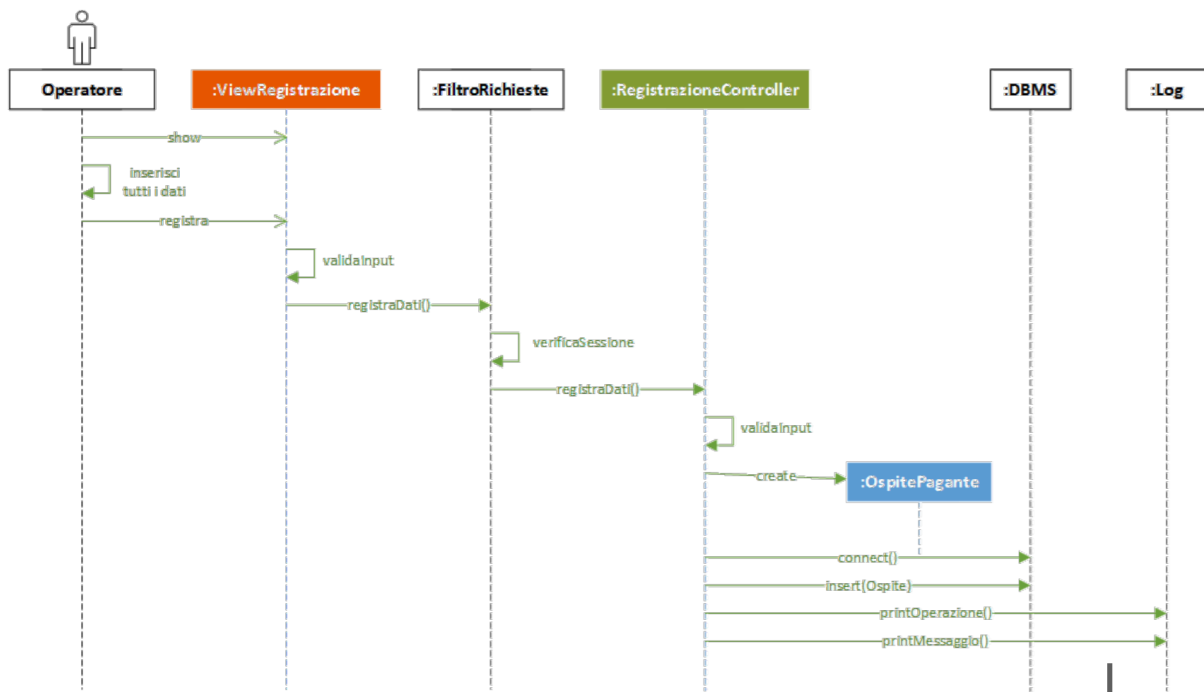 Operatore
:ViewRegistrazione
:FiltroRichieste
:RegistrazioneController
:DBMS
:Log
show
inserisci
tutti i dati
registra
validaInput
registraDati()
verificaSessione
registraDati()
validaInput
create
:OspitePagante
connect()
insert(Ospite)
printOperazione()
printMessaggio()